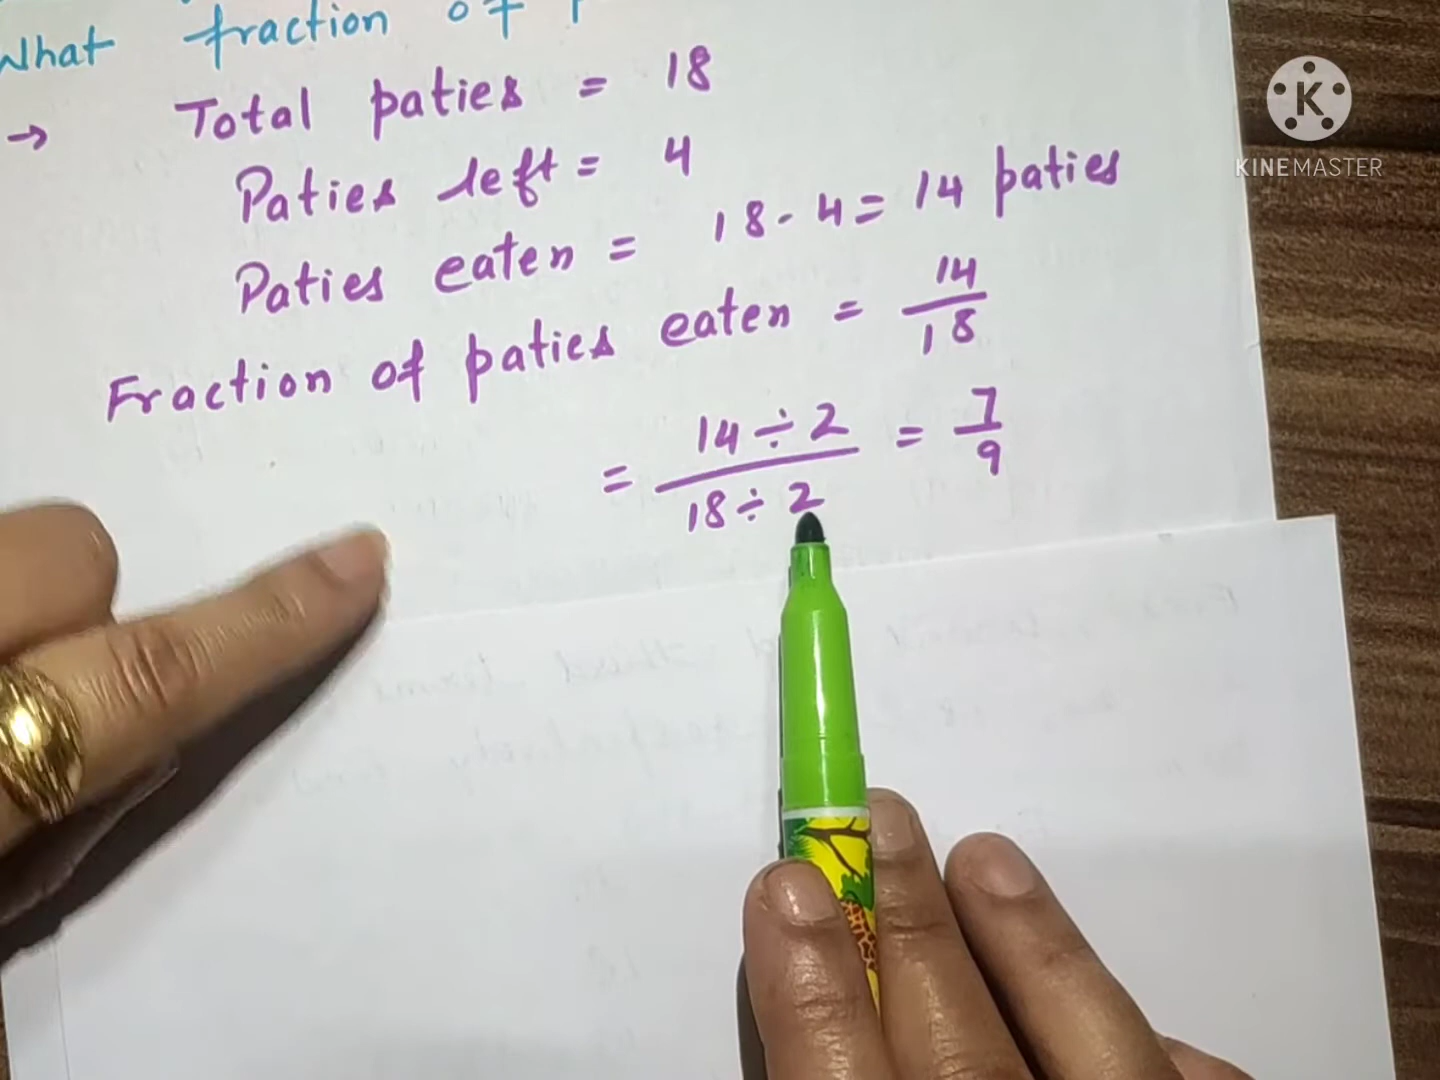 What fraction of
→ Total paties = 18
Paties left = 4
Paties eaten = 18 - 4 = 14 paties
Fraction of paties eaten = 14/18
= 14 ÷ 2 / 18 ÷ 2 = 7/9
K
KINEMASTER